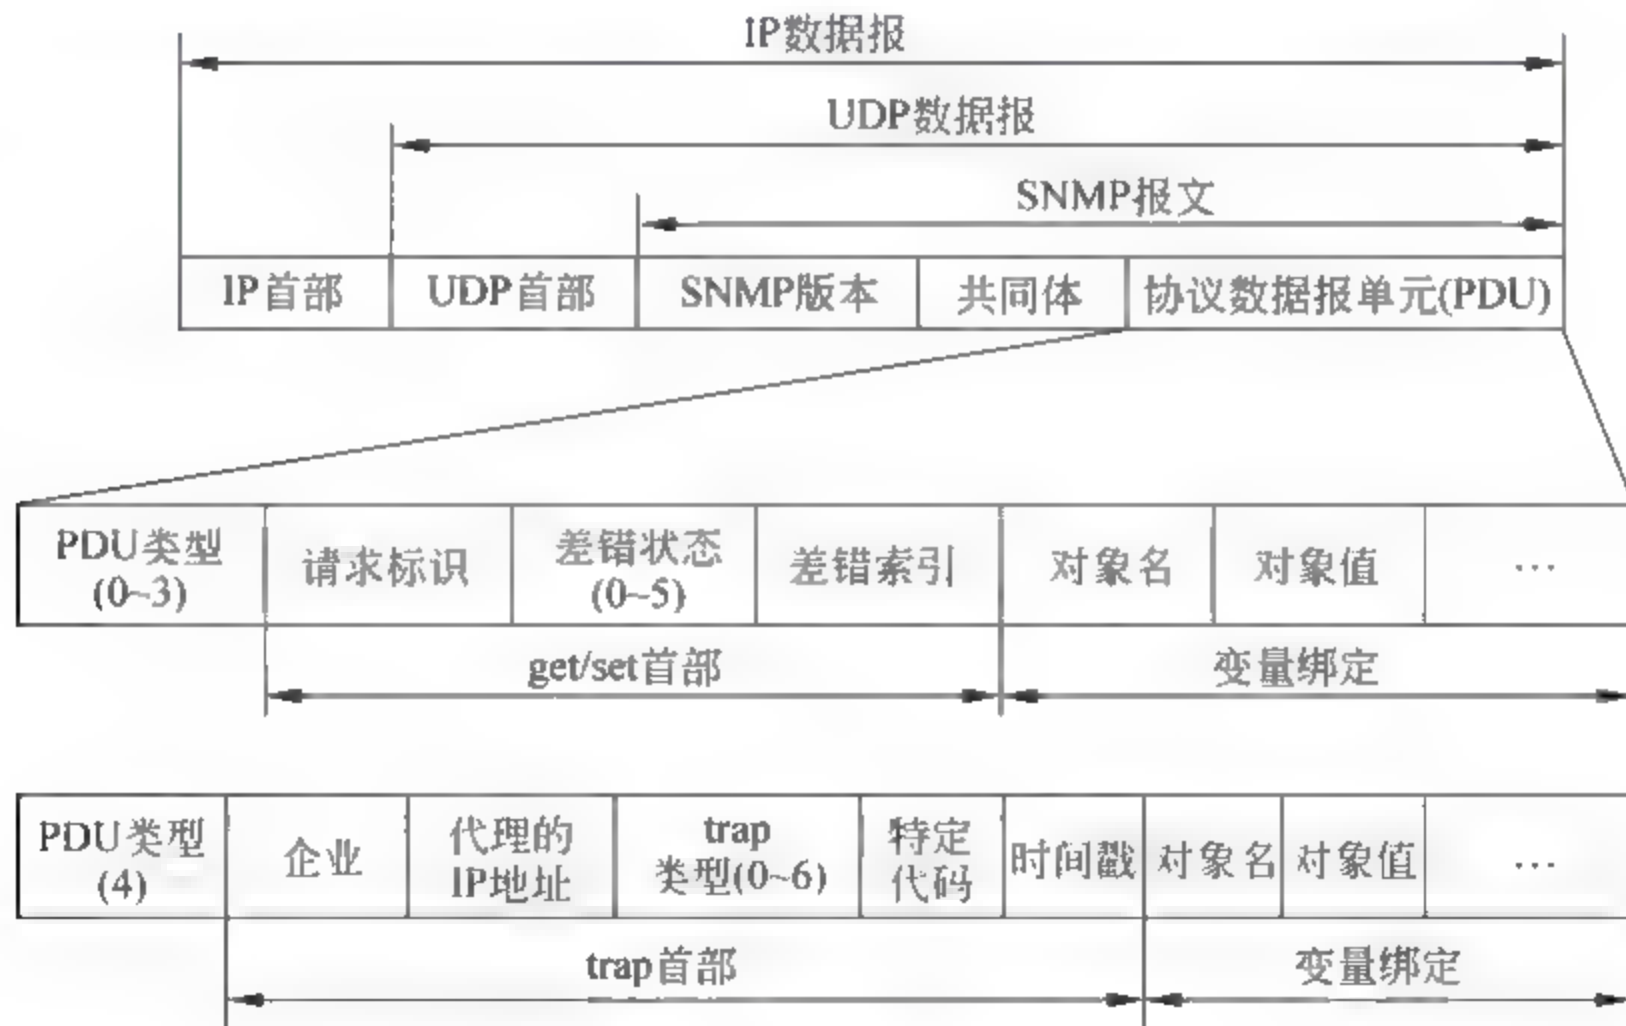 IP数据报
UDP数据报
SNMP报文
IP首部 UDP首部 SNMP版本 共同体 协议数据报单元(PDU)
PDU类型 (0~3) 请求标识 差错状态 (0~5) 差错索引 对象名 对象值 …
get/set首部 变量绑定
PDU类型 (4) 企业 代理的 IP地址 trap 类型(0~6) 特定 代码 时间戳 对象名 对象值 …
trap首部 变量绑定